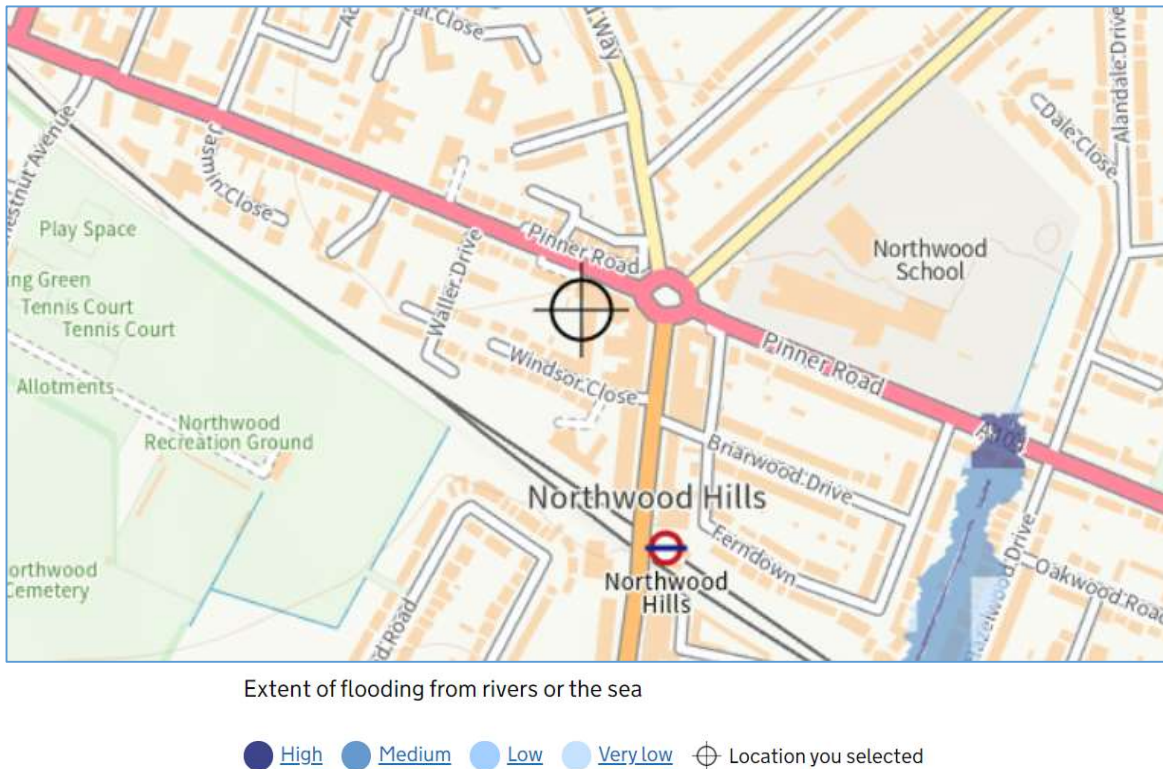 Close
Way
Alandale Drive
Dale Close
Chestnut Avenue
Jasmin Close
Play Space
ing Green
Tennis Court
Tennis Court
Pinner Road
Northwood
School
Waller Drive
Windsor Close
Pinner Road
Allotments
Northwood
Recreation Ground
Briarwood Drive
Northwood Hills
Ferndown
orthwood
Cemetery
Northwood
Hills
Oakwood Road
d Road
Extent of flooding from rivers or the sea
High Medium Low Very low Location you selected